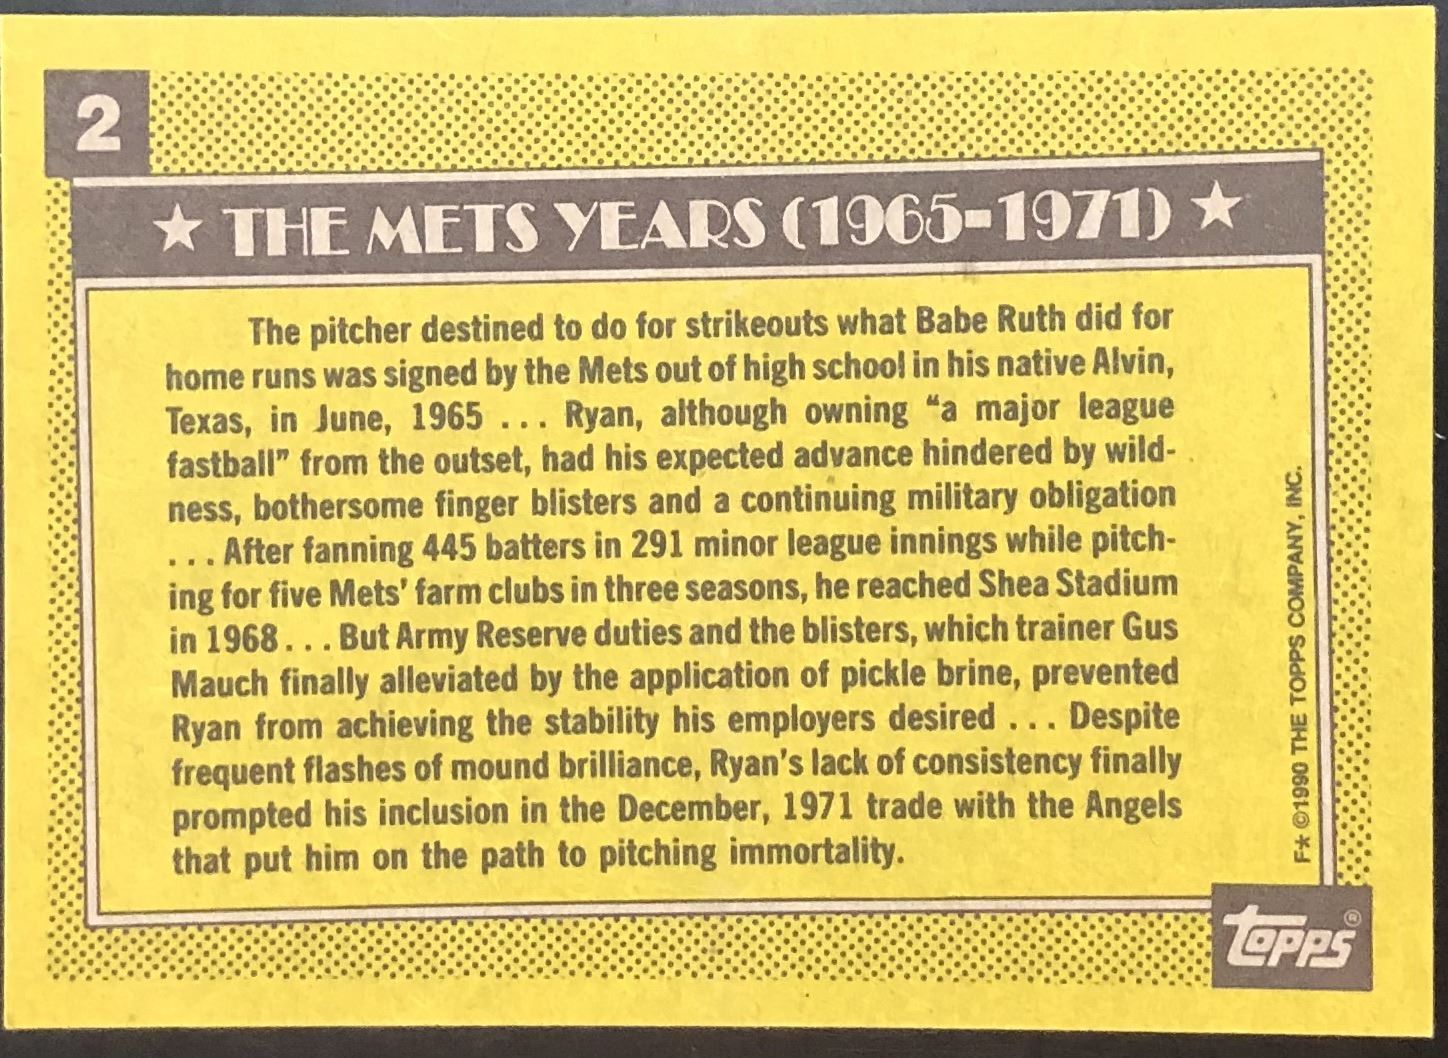 2
★ THE METS YEARS (1965-1971) ★
The pitcher destined to do for strikeouts what Babe Ruth did for
home runs was signed by the Mets out of high school in his native Alvin,
Texas, in June, 1965 ... Ryan, although owning “a major league
fastball” from the outset, had his expected advance hindered by wild-
ness, bothersome finger blisters and a continuing military obligation
... After fanning 445 batters in 291 minor league innings while pitch-
ing for five Mets’ farm clubs in three seasons, he reached Shea Stadium
in 1968 ... But Army Reserve duties and the blisters, which trainer Gus
Mauch finally alleviated by the application of pickle brine, prevented
Ryan from achieving the stability his employers desired ... Despite
frequent flashes of mound brilliance, Ryan’s lack of consistency finally
prompted his inclusion in the December, 1971 trade with the Angels
that put him on the path to pitching immortality.
F★ ©1990 THE TOPPS COMPANY, INC.
topps®